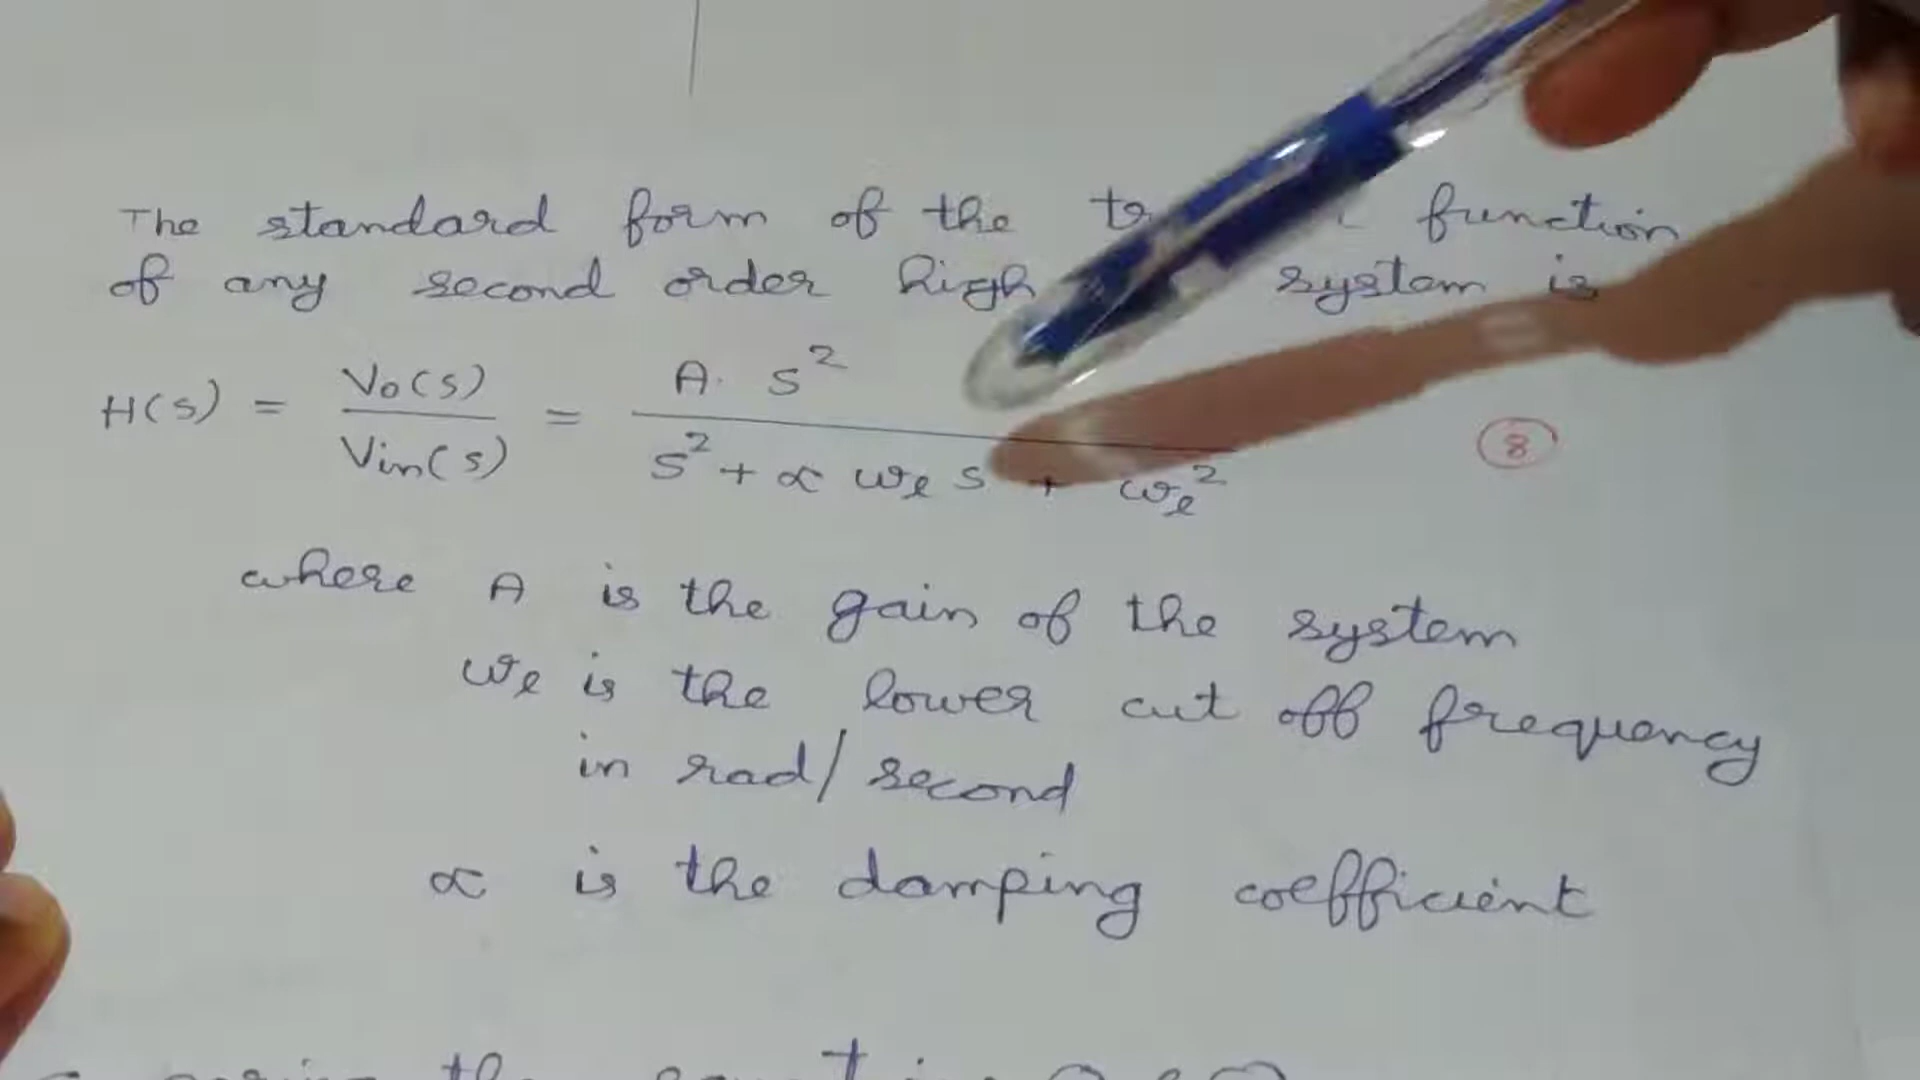 The standard form of the function
of any second order high system is
H(s) = Vo(s) / Vin(s) = A. s² / s² + α ωl s + ωl² (8)
where A is the gain of the system
ωl is the lower cut off frequency
in rad/second
α is the damping coefficient
the